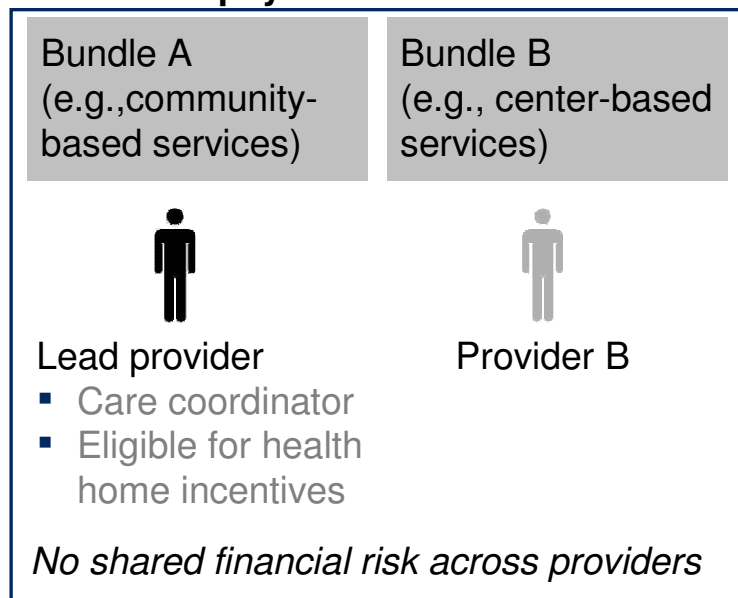 Bundle A
(e.g.,community-
based services)
Bundle B
(e.g., center-based
services)
Lead provider
Provider B
▪ Care coordinator
▪ Eligible for health
home incentives
No shared financial risk across providers